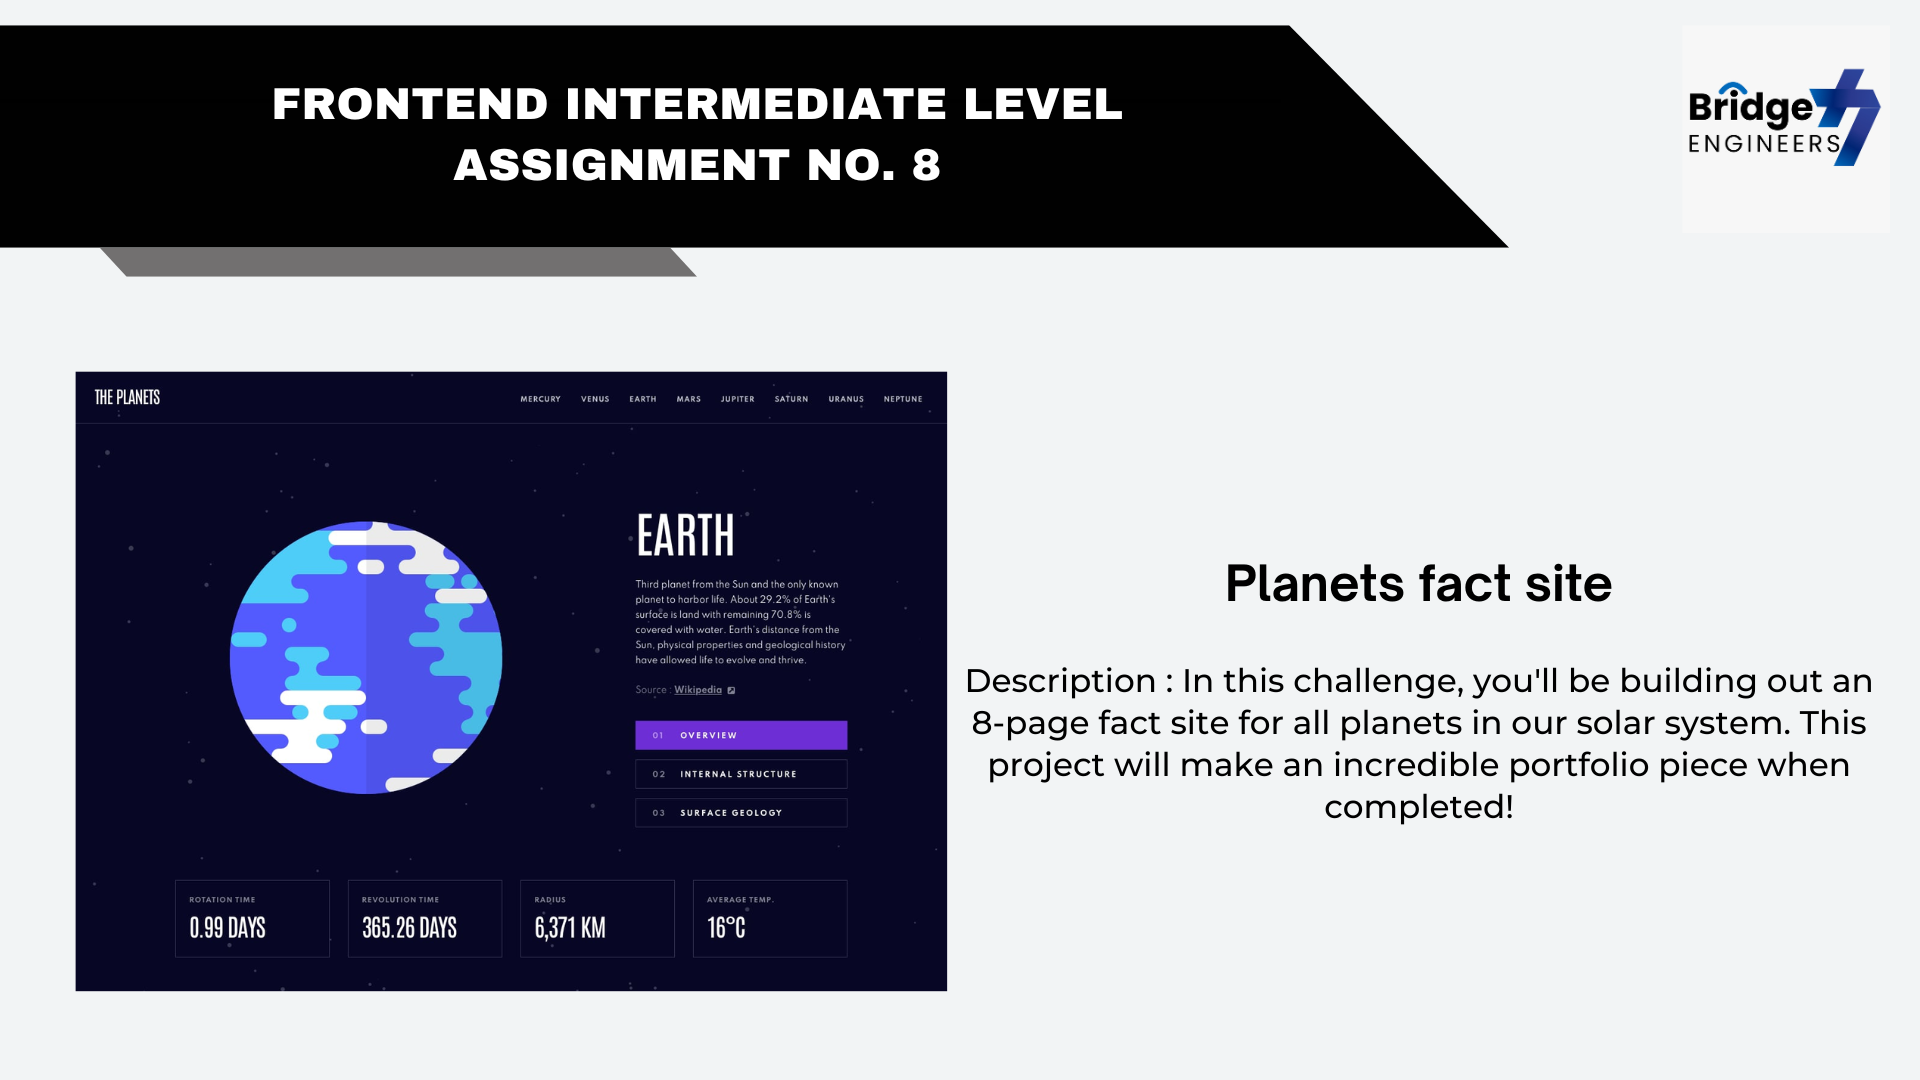 FRONTEND INTERMEDIATE LEVEL
ASSIGNMENT NO. 8
Bridge
ENGINEERS
THE PLANETS
MERCURY VENUS EARTH MARS JUPITER SATURN URANUS NEPTUNE
EARTH
Third planet from the Sun and the only known
planet to harbor life. About 29.2% of Earth's
surface is land with remaining 70.8% is
covered with water. Earth's distance from the
Sun, physical properties and geological history
have allowed life to evolve and thrive.
Source : Wikipedia
01 OVERVIEW
02 INTERNAL STRUCTURE
03 SURFACE GEOLOGY
ROTATION TIME
0.99 DAYS
REVOLUTION TIME
365.26 DAYS
RADIUS
6,371 KM
AVERAGE TEMP.
16°C
Planets fact site
Description : In this challenge, you'll be building out an
8-page fact site for all planets in our solar system. This
project will make an incredible portfolio piece when
completed!